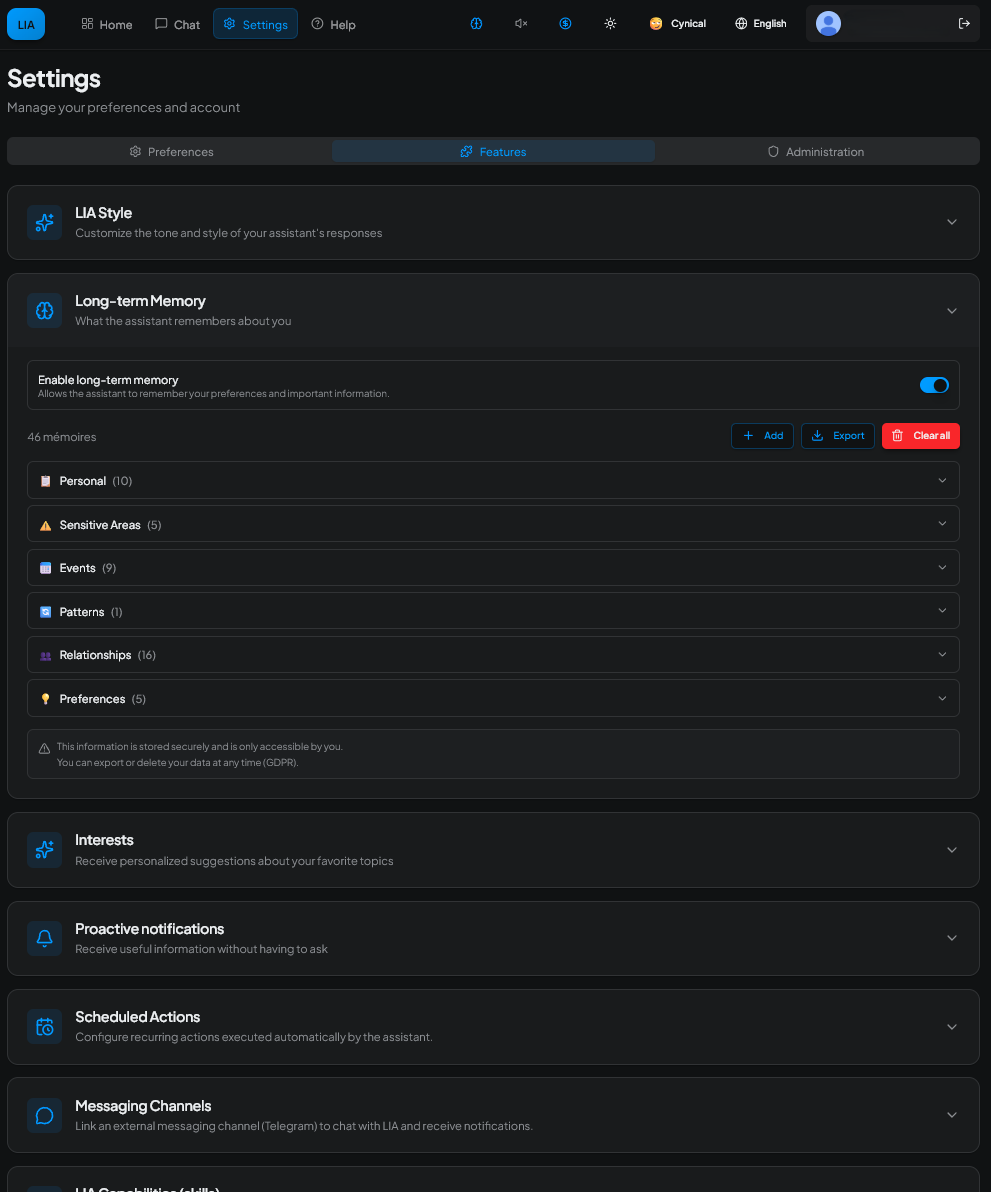 LIA
Home
Chat
Settings
Help
Cynical
English
Settings
Manage your preferences and account
Preferences
Features
Administration
LIA Style
Customize the tone and style of your assistant's responses
Long-term Memory
What the assistant remembers about you
Enable long-term memory
Allows the assistant to remember your preferences and important information.
46 mémoires
Add
Export
Clear all
Personal (10)
Sensitive Areas (5)
Events (9)
Patterns (1)
Relationships (16)
Preferences (5)
This information is stored securely and is only accessible by you.
You can export or delete your data at any time (GDPR).
Interests
Receive personalized suggestions about your favorite topics
Proactive notifications
Receive useful information without having to ask
Scheduled Actions
Configure recurring actions executed automatically by the assistant.
Messaging Channels
Link an external messaging channel (Telegram) to chat with LIA and receive notifications.
LIA Capabilities (skills)